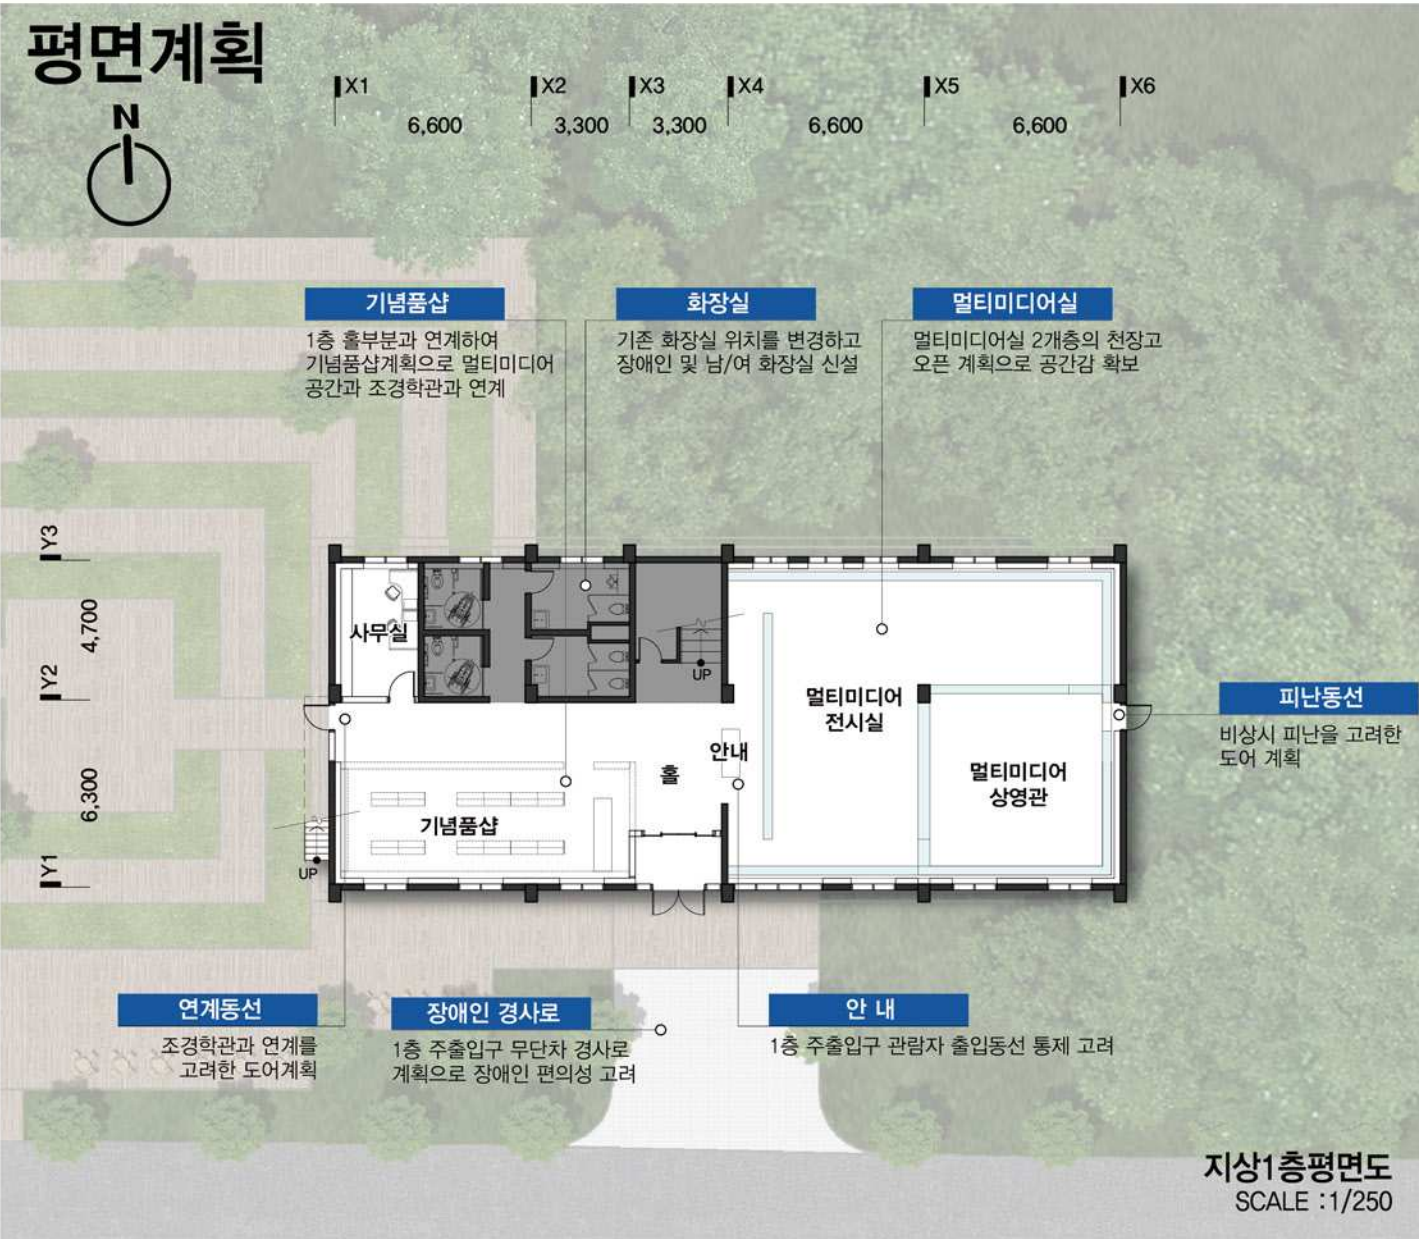 평면계획
N
X1
X2
X3
X4
X5
X6
6,600
3,300
3,300
6,600
6,600
기념품샵
1층 홀부분과 연계하여
기념품샵계획으로 멀티미디어
공간과 조경학관과 연계
화장실
기존 화장실 위치를 변경하고
장애인 및 남/여 화장실 신설
멀티미디어실
멀티미디어실 2개층의 천장고
오픈 계획으로 공간감 확보
Y3
4,700
Y2
6,300
Y1
사무실
UP
멀티미디어
전시실
안내
홀
멀티미디어
상영관
기념품샵
UP
피난동선
비상시 피난을 고려한
도어 계획
연계동선
조경학관과 연계를
고려한 도어계획
장애인 경사로
1층 주출입구 무단차 경사로
계획으로 장애인 편의성 고려
안 내
1층 주출입구 관람자 출입동선 통제 고려
지상1층평면도
SCALE :1/250